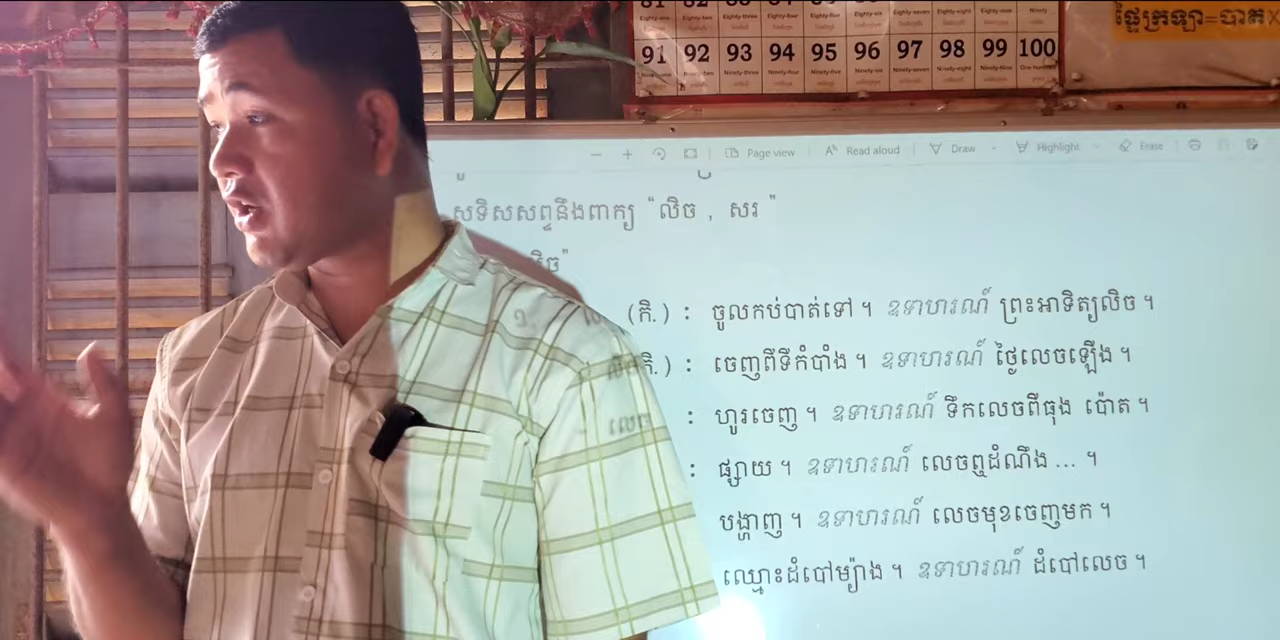 91 92 93 94 95 96 97 98 99 100
ផ្ទៃក្រឡា=បាត×
Page view Read aloud Draw Highlight Erase
សទិសសព្ទនឹងពាក្យ “លិច , សរ ”
(កិ.) : ចូលកប់បាត់ទៅ ។ ឧទាហរណ៍ ព្រះអាទិត្យលិច ។
: ចេញពីទីកំបាំង ។ ឧទាហរណ៍ ថ្ងៃលេចឡើង ។
: ហូរចេញ ។ ឧទាហរណ៍ ទឹកលេចពីធុង ប៉ោត ។
: ផ្សាយ ។ ឧទាហរណ៍ លេចឮដំណឹង ... ។
បង្ហាញ ។ ឧទាហរណ៍ លេចមុខចេញមក ។
ឈ្មោះដំបៅម្យ៉ាង ។ ឧទាហរណ៍ ដំបៅលេច ។